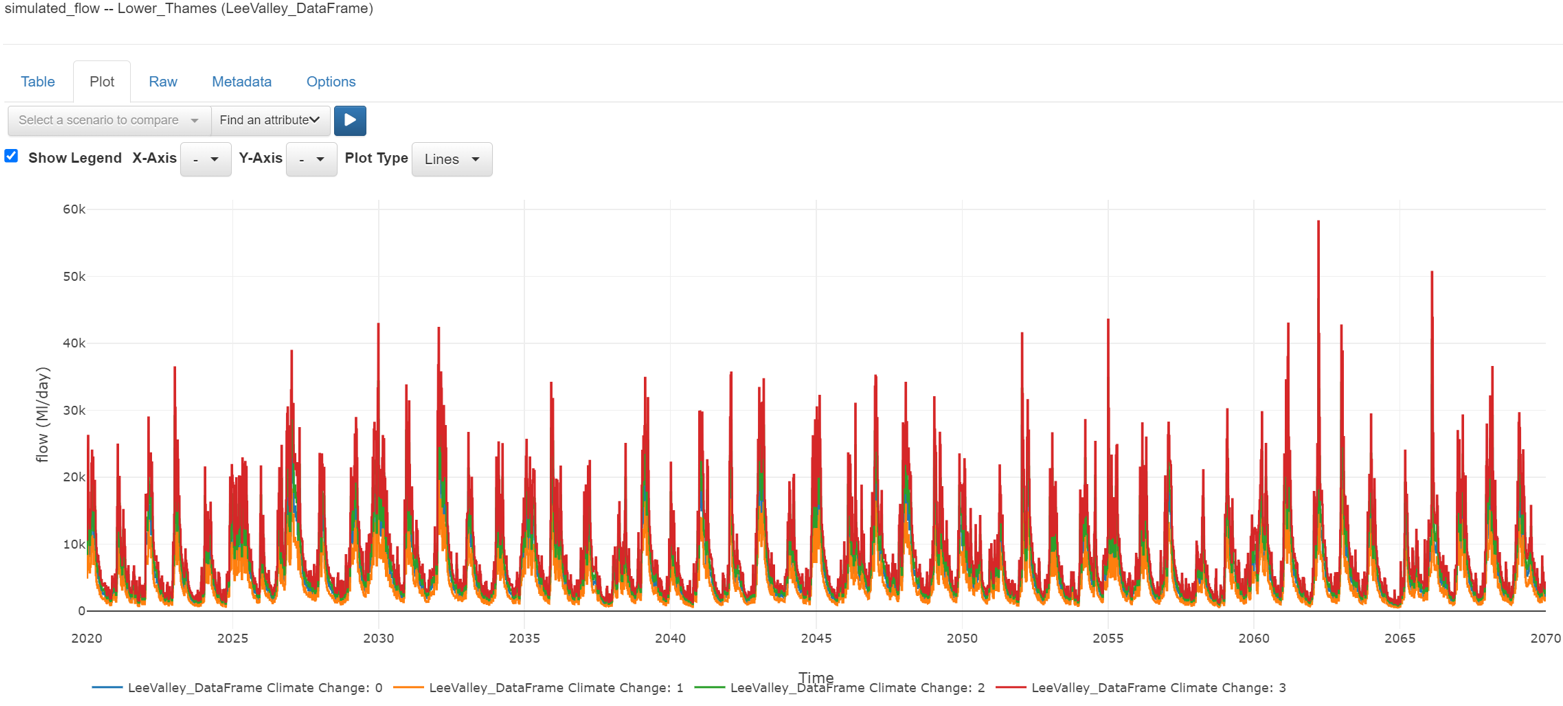 simulated_flow -- Lower_Thames (LeeValley_DataFrame)
Table Plot Raw Metadata Options
Select a scenario to compare Find an attribute
Show Legend X-Axis - Y-Axis - Plot Type Lines
60k
50k
40k
30k
20k
10k
0
flow (Ml/day)
2020 2025 2030 2035 2040 2045 2050 2055 2060 2065 2070
Time
LeeValley_DataFrame Climate Change: 0 LeeValley_DataFrame Climate Change: 1 LeeValley_DataFrame Climate Change: 2 LeeValley_DataFrame Climate Change: 3